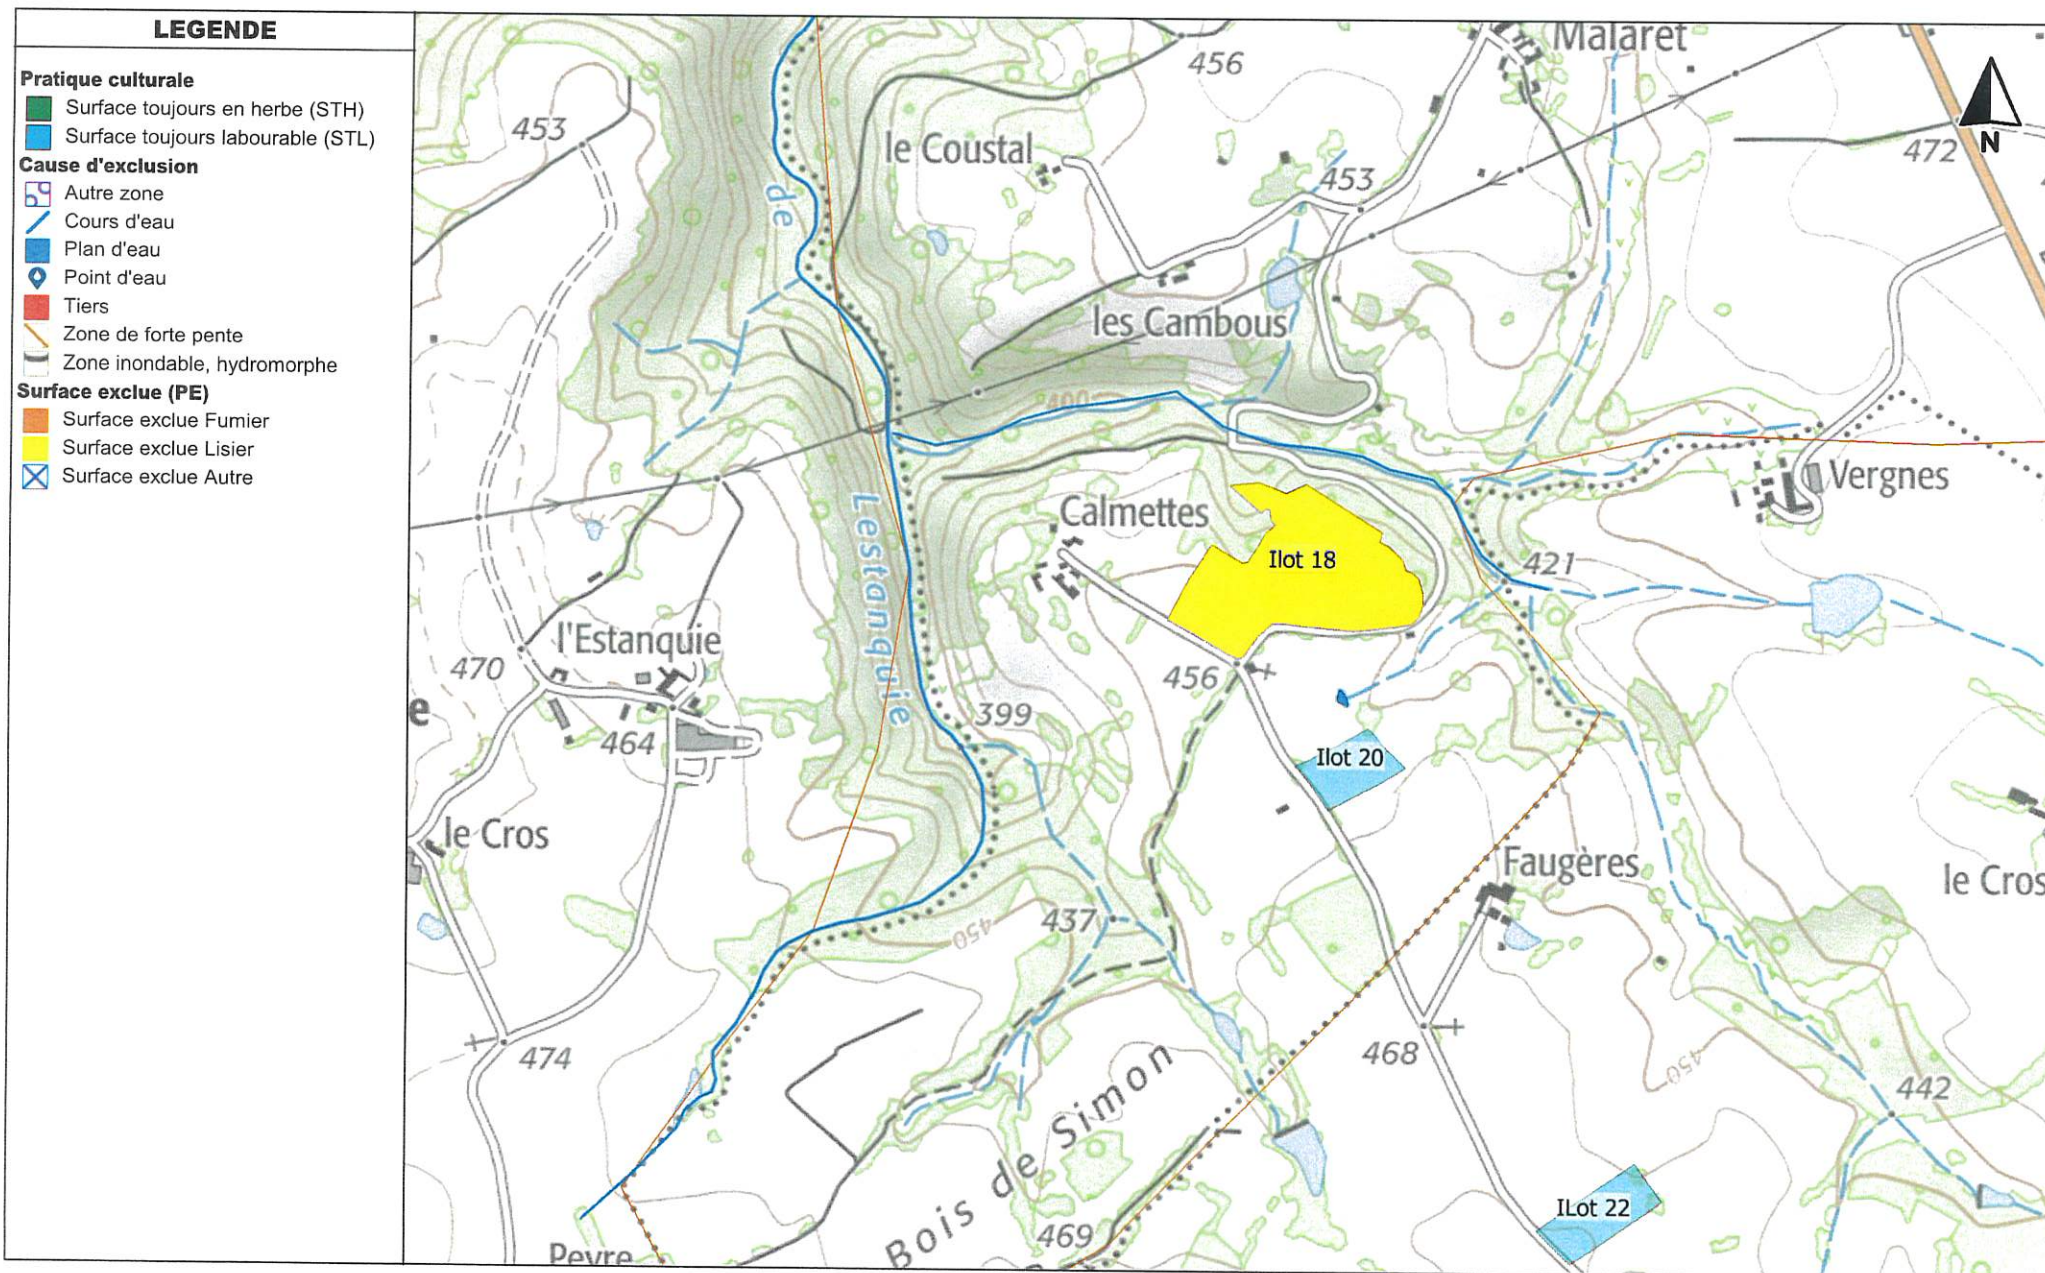 LEGENDE
Pratique culturale
Surface toujours en herbe (STH)
Surface toujours labourable (STL)
Cause d'exclusion
Autre zone
Cours d'eau
Plan d'eau
Point d'eau
Tiers
Zone de forte pente
Zone inondable, hydromorphe
Surface exclue (PE)
Surface exclue Fumier
Surface exclue Lisier
Surface exclue Autre
Malaret
456
453
le Coustal
472
N
453
de
les Cambous
400
Vergnes
Calmettes
Lestanquie
Ilot 18
421
l'Estanquie
470
456
e
399
464
Ilot 20
le Cros
Faugères
le Cros
437
450
474
468
450
442
Bois de Simon
469
ILot 22
Peyre